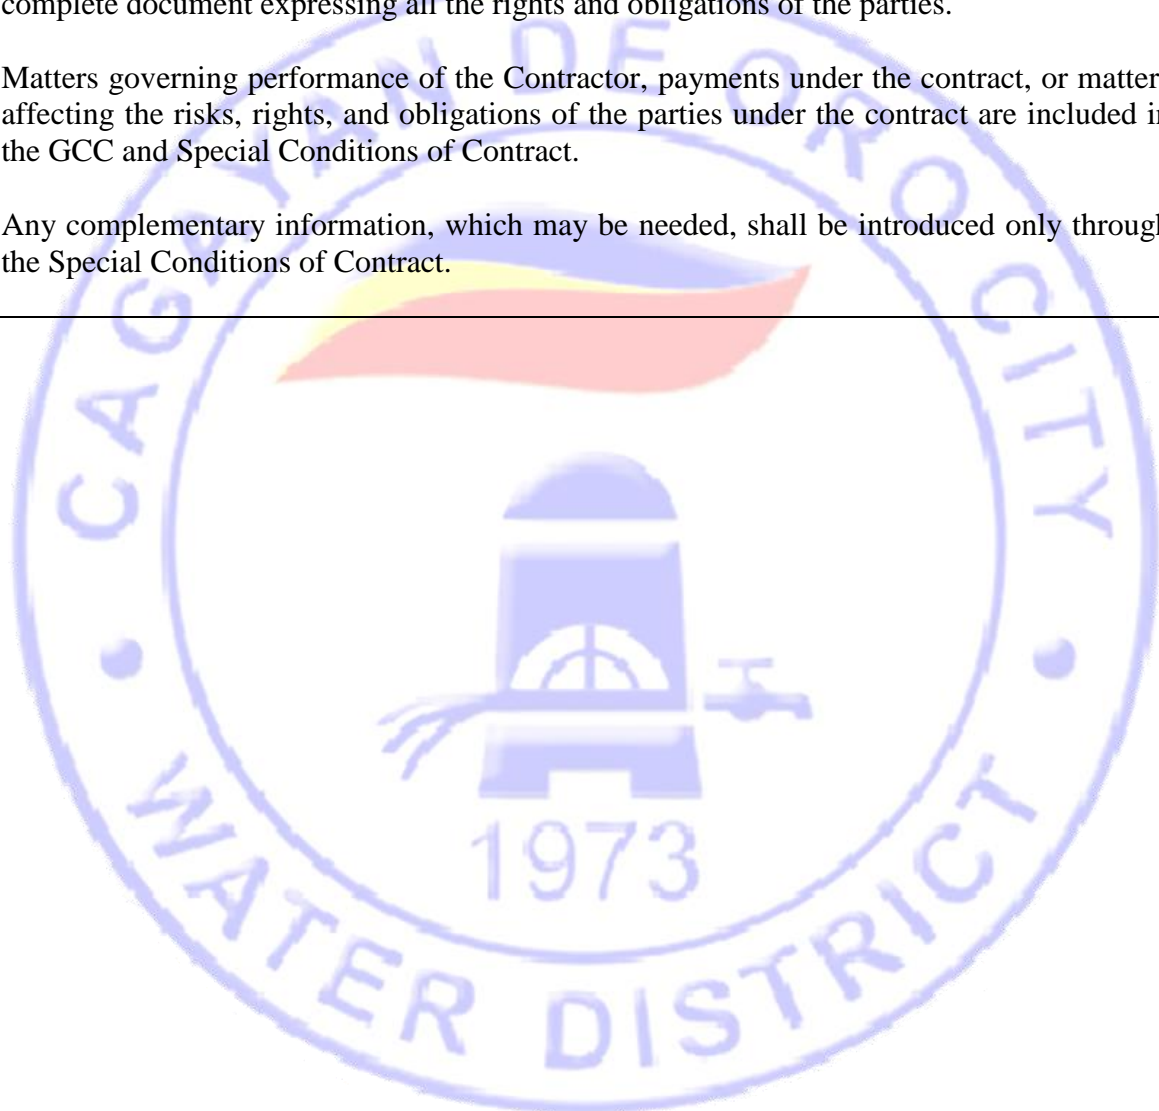 complete document expressing all the rights and obligations of the parties.
Matters governing performance of the Contractor, payments under the contract, or matter
affecting the risks, rights, and obligations of the parties under the contract are included in
the GCC and Special Conditions of Contract.
Any complementary information, which may be needed, shall be introduced only through
the Special Conditions of Contract.
CAGAYAN DE ORO CITY
1973
WATER DISTRICT